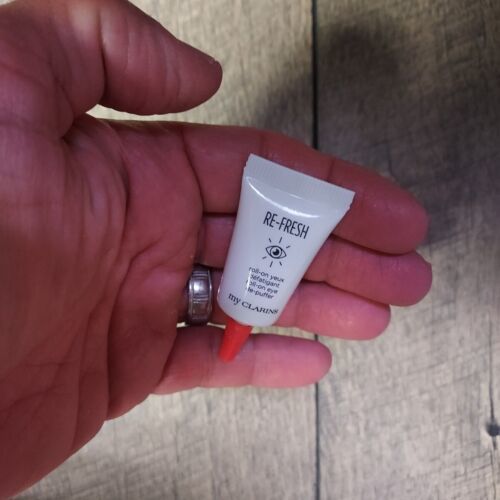 RE-FRESH
roll-on yeux
défatigant
roll-on eye
de-puffer
my CLARINS